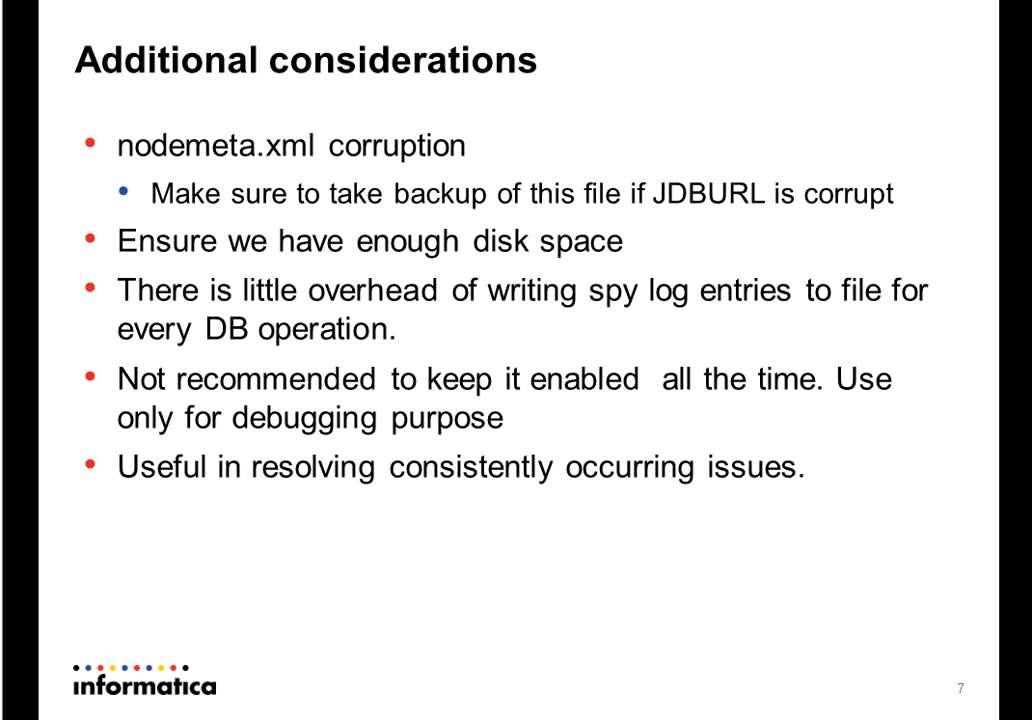 Additional considerations
• nodemeta.xml corruption
• Make sure to take backup of this file if JDBURL is corrupt
• Ensure we have enough disk space
• There is little overhead of writing spy log entries to file for
every DB operation.
• Not recommended to keep it enabled  all the time. Use
only for debugging purpose
• Useful in resolving consistently occurring issues.
informatica
7